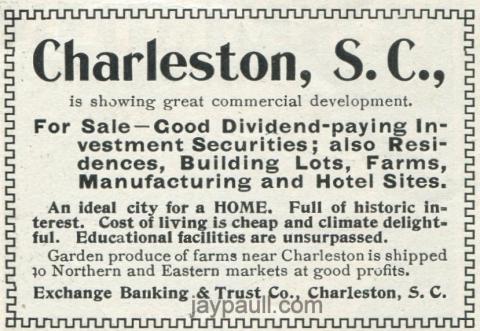 Charleston, S. C.,
is showing great commercial development.
For Sale—Good Dividend-paying In-
vestment Securities; also Resi-
dences, Building Lots, Farms,
Manufacturing and Hotel Sites.
An ideal city for a HOME. Full of historic in-
terest. Cost of living is cheap and climate delight-
ful. Educational facilities are unsurpassed.
Garden produce of farms near Charleston is shipped
to Northern and Eastern markets at good profits.
Exchange Banking & Trust Co., Charleston, S. C.
jaypaull.com